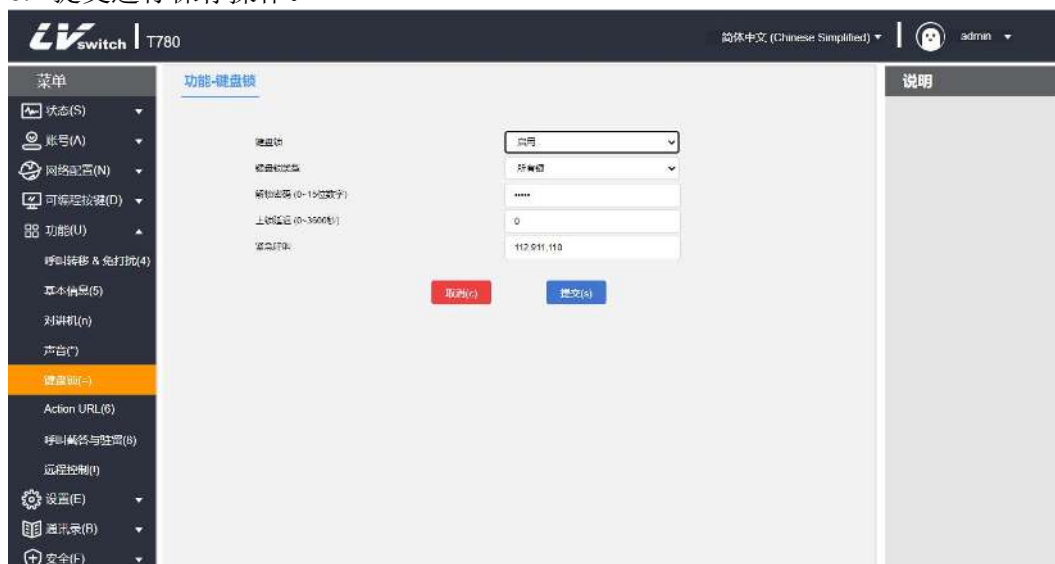 LVswitch T780
简体中文 (Chinese Simplified)
admin
菜单
功能-键盘锁
说明
状态(S)
账号(A)
网络配置(N)
可编程按键(D)
功能(U)
呼叫转移 & 免打扰(4)
基本信息(5)
对讲机(n)
声音(*)
键盘锁(=)
Action URL(6)
呼叫截答与驻留(8)
远程控制(!)
设置(E)
通讯录(B)
安全(F)
键盘锁
启用
键盘锁类型
所有键
解锁密码 (0~15位数字)
•••••
上锁延迟 (0~3600秒)
0
紧急呼叫
112,911,110
取消(c)
提交(s)